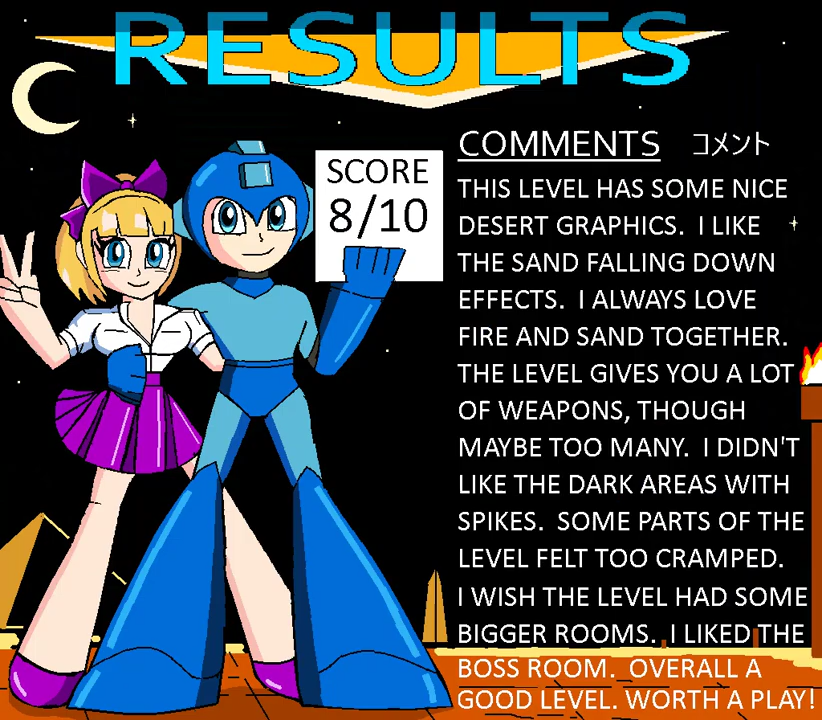 RESULTS
SCORE
8/10
COMMENTS コメント
THIS LEVEL HAS SOME NICE
DESERT GRAPHICS. I LIKE
THE SAND FALLING DOWN
EFFECTS. I ALWAYS LOVE
FIRE AND SAND TOGETHER.
THE LEVEL GIVES YOU A LOT
OF WEAPONS, THOUGH
MAYBE TOO MANY. I DIDN'T
LIKE THE DARK AREAS WITH
SPIKES. SOME PARTS OF THE
LEVEL FELT TOO CRAMPED.
I WISH THE LEVEL HAD SOME
BIGGER ROOMS. I LIKED THE
BOSS ROOM. OVERALL A
GOOD LEVEL. WORTH A PLAY!